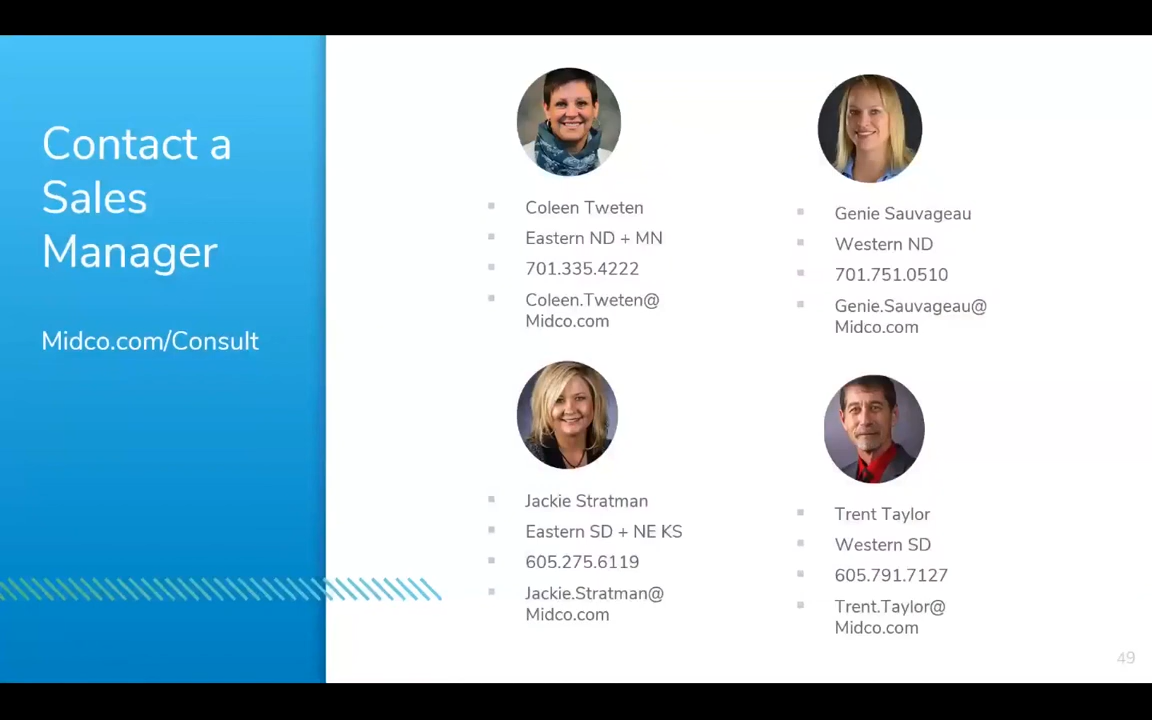 Contact a
Sales
Manager
Midco.com/Consult
Coleen Tweten
Eastern ND + MN
701.335.4222
Coleen.Tweten@
Midco.com
Genie Sauvageau
Western ND
701.751.0510
Genie.Sauvageau@
Midco.com
Jackie Stratman
Eastern SD + NE KS
605.275.6119
Jackie.Stratman@
Midco.com
Trent Taylor
Western SD
605.791.7127
Trent.Taylor@
Midco.com
49